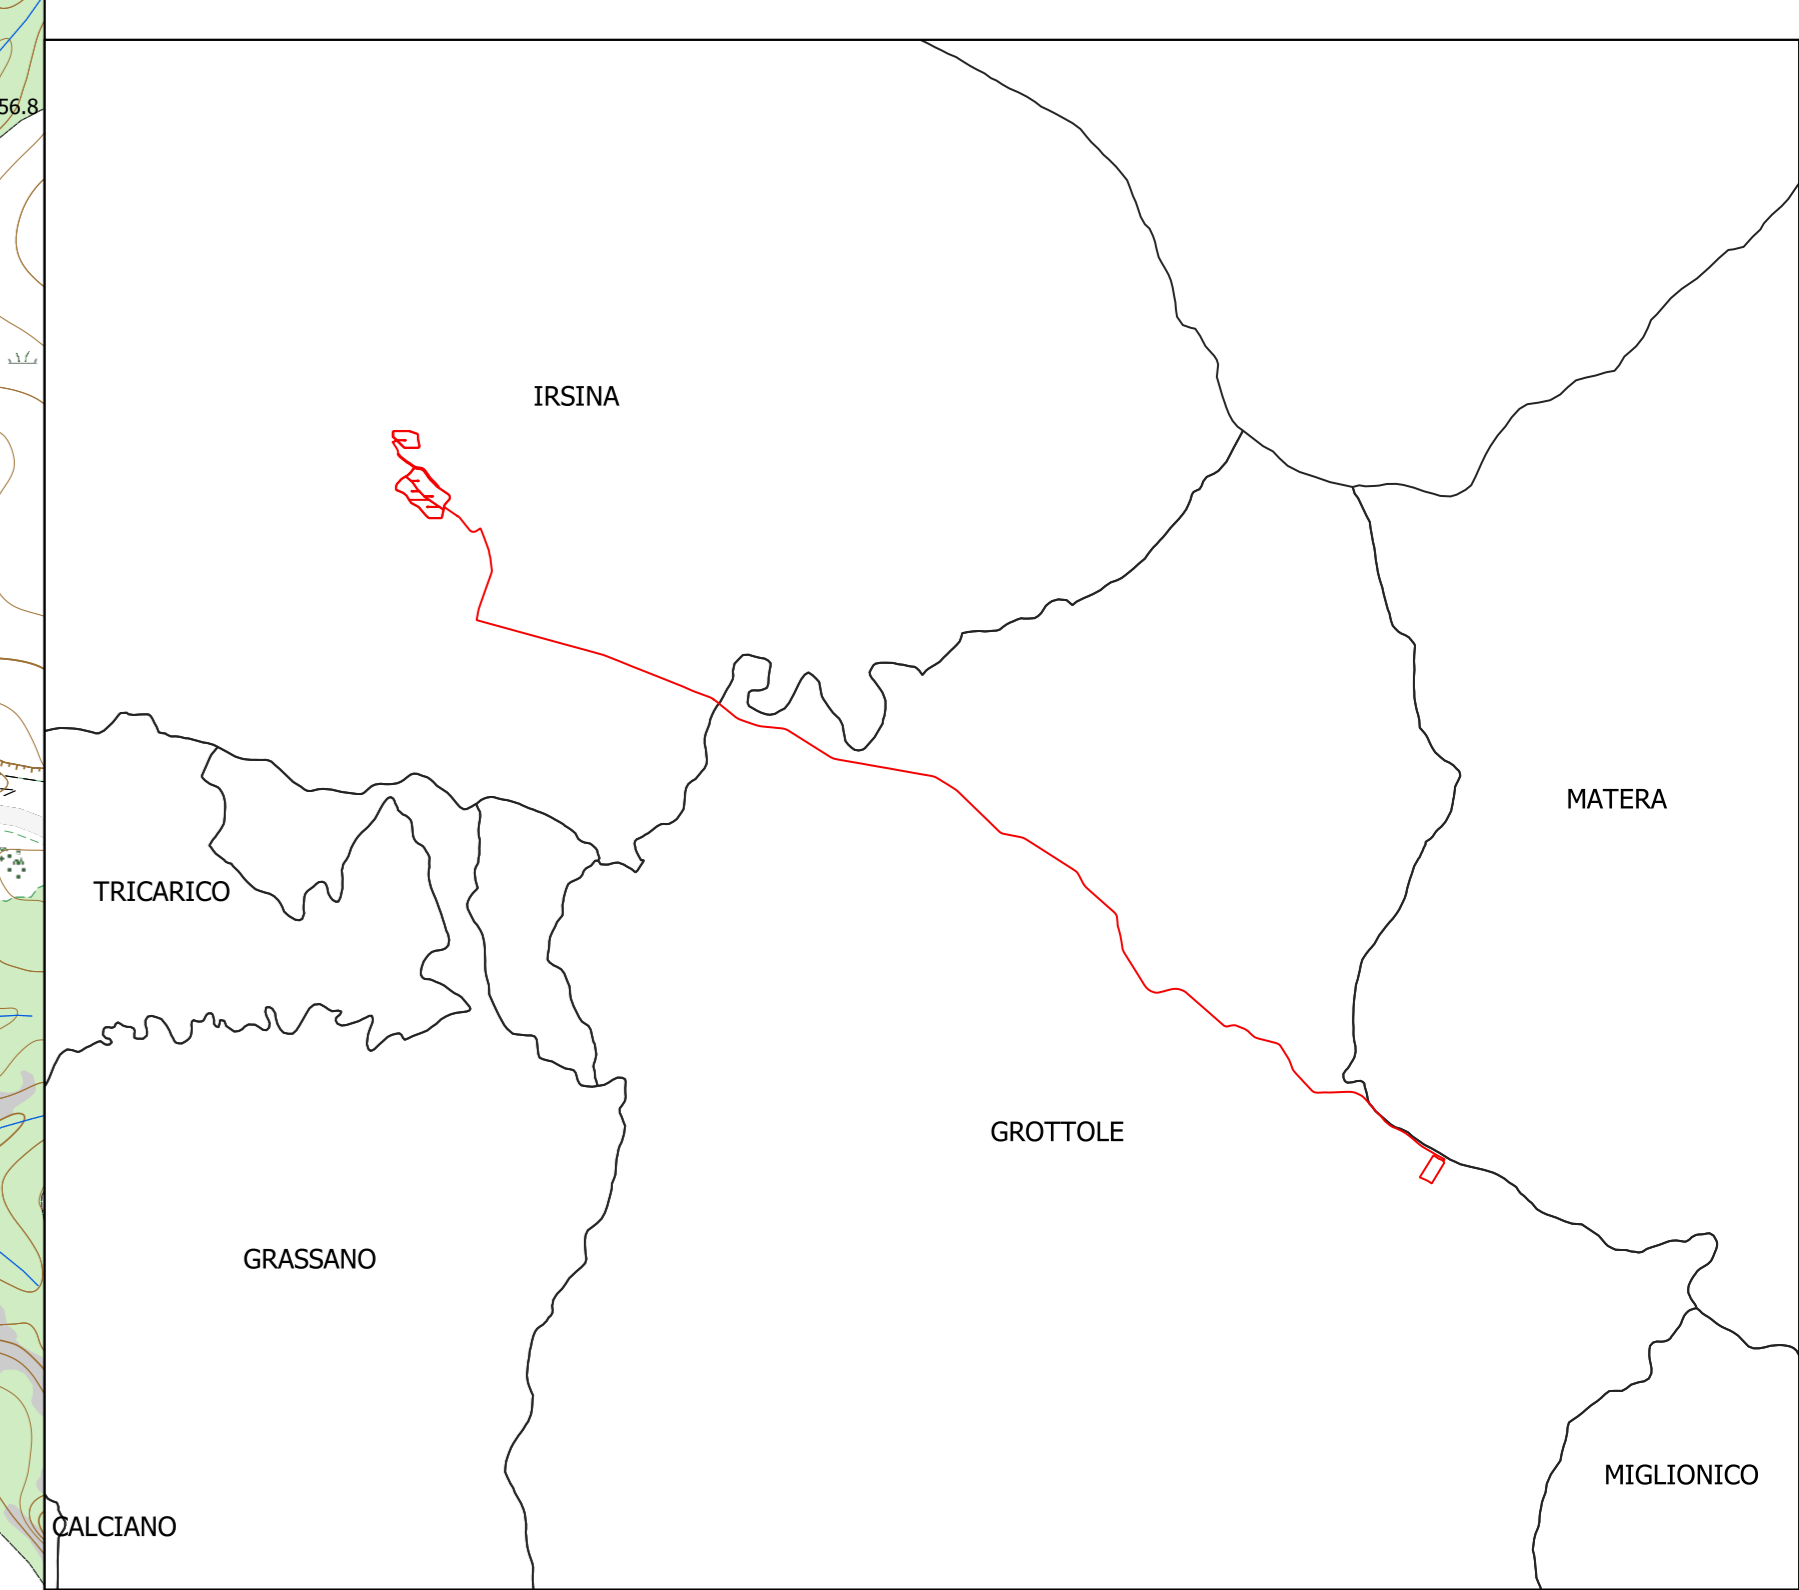 56.8
IRSINA
MATERA
TRICARICO
GROTTOLE
GRASSANO
MIGLIONICO
CALCIANO